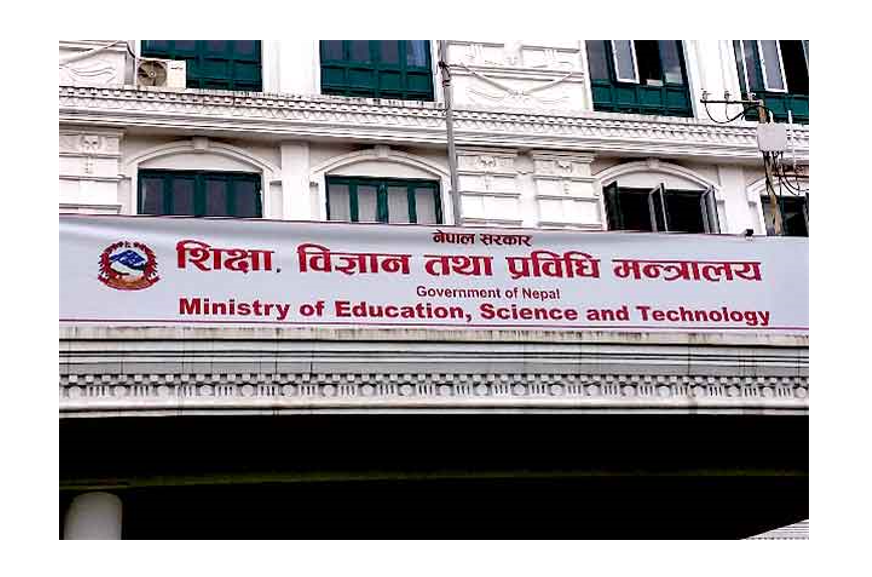 नेपाल सरकार
शिक्षा, विज्ञान तथा प्रविधि मन्त्रालय
Government of Nepal
Ministry of Education, Science and Technology